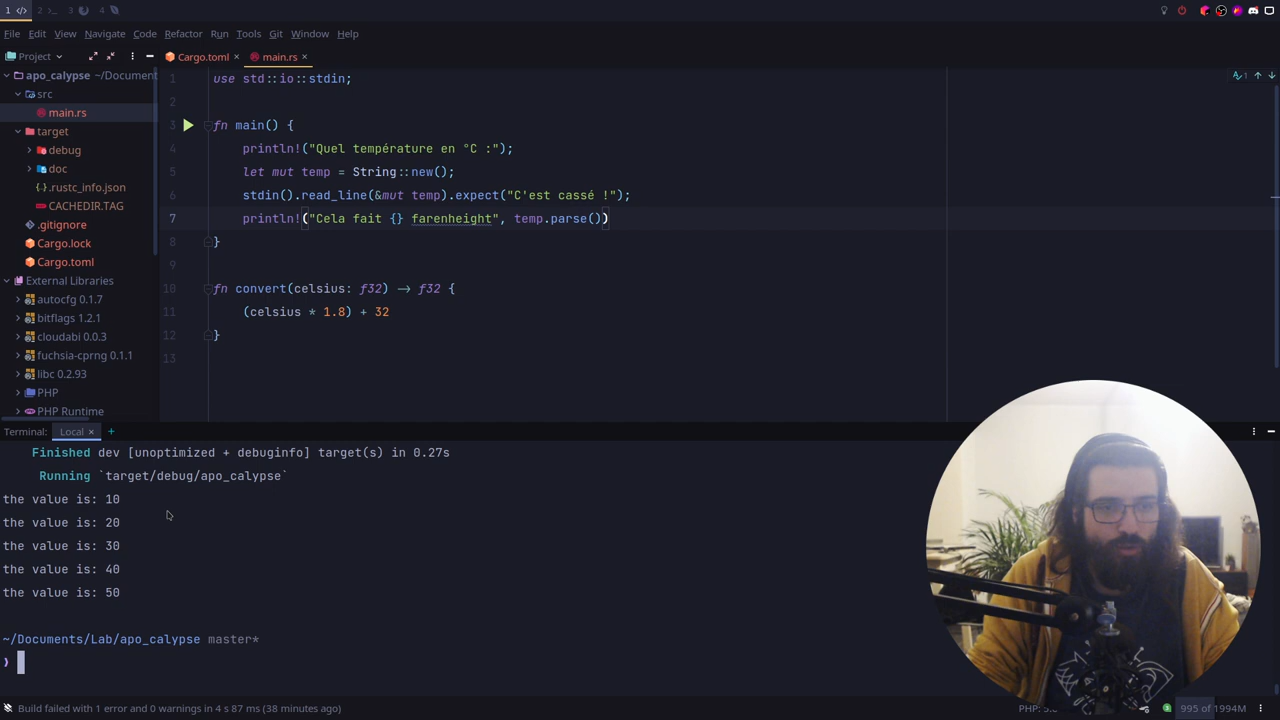 1 </>
2 >_
3
4
File Edit View Navigate Code Refactor Run Tools Git Window Help
Project
Cargo.toml
main.rs
apo_calypse ~/Document
src
main.rs
target
debug
doc
.rustc_info.json
CACHEDIR.TAG
.gitignore
Cargo.lock
Cargo.toml
External Libraries
autocfg 0.1.7
bitflags 1.2.1
cloudabi 0.0.3
fuchsia-cprng 0.1.1
libc 0.2.93
PHP
PHP Runtime
1 use std::io::stdin;
2
3 fn main() {
4 println!("Quel température en °C :");
5 let mut temp = String::new();
6 stdin().read_line(&mut temp).expect("C'est cassé !");
7 println!("Cela fait {} farenheight", temp.parse())
8 }
9
10 fn convert(celsius: f32) -> f32 {
11 (celsius * 1.8) + 32
12 }
13
1
Terminal: Local +
Finished dev [unoptimized + debuginfo] target(s) in 0.27s
Running `target/debug/apo_calypse`
the value is: 10
the value is: 20
the value is: 30
the value is: 40
the value is: 50
~/Documents/Lab/apo_calypse master*
❯
Build failed with 1 error and 0 warnings in 4 s 87 ms (38 minutes ago)
995 of 1994M